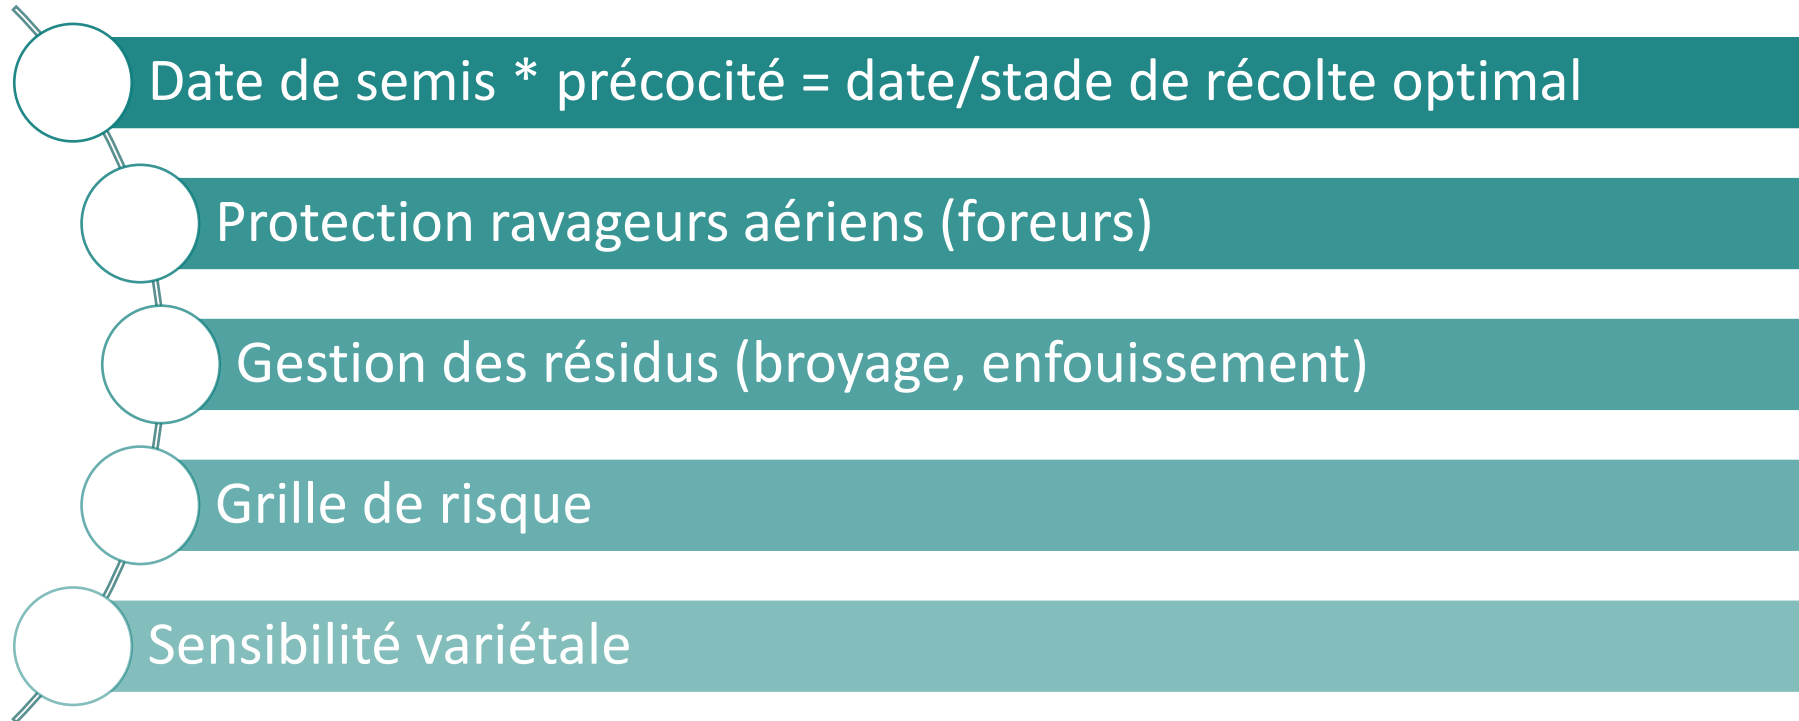 Date de semis * précocité = date/stade de récolte optimal
Protection ravageurs aériens (foreurs)
Gestion des résidus (broyage, enfouissement)
Grille de risque
Sensibilité variétale